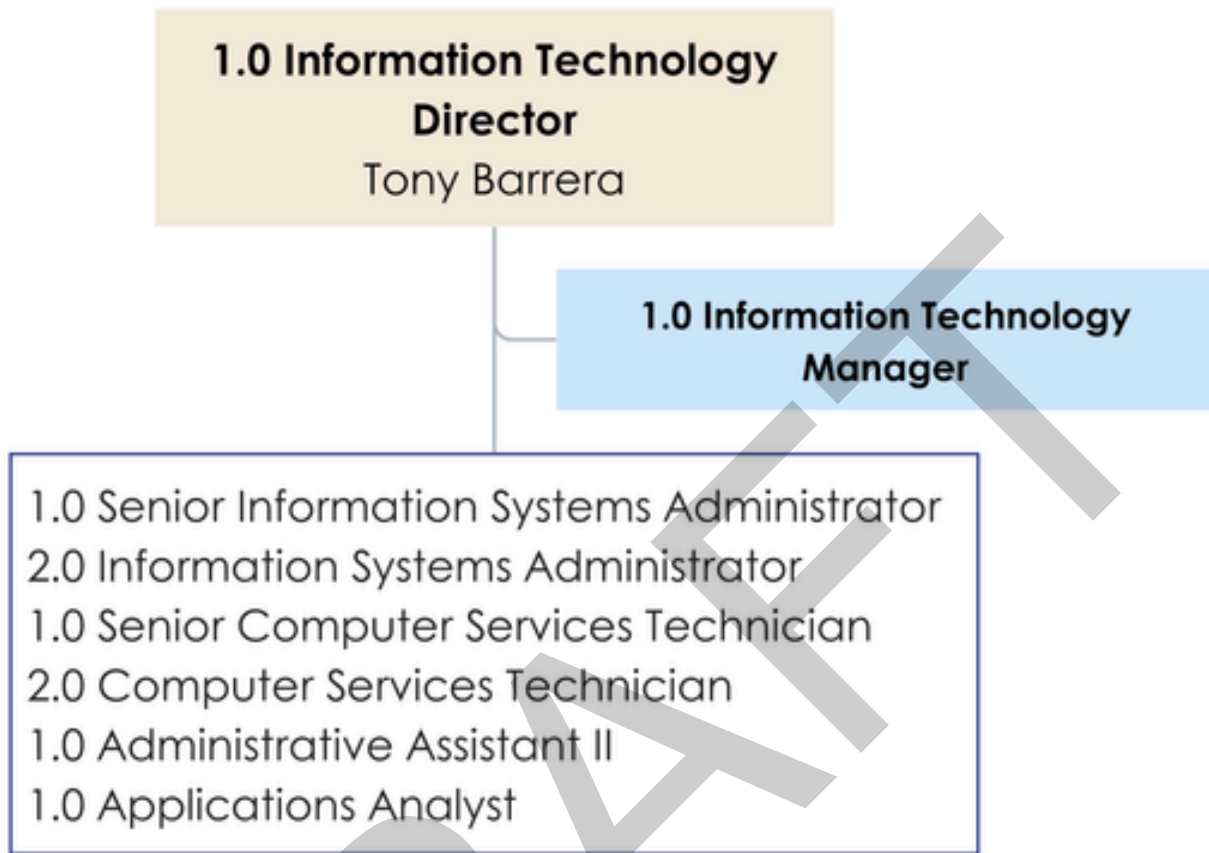 1.0 Information Technology
Director
Tony Barrera
1.0 Information Technology
Manager
1.0 Senior Information Systems Administrator
2.0 Information Systems Administrator
1.0 Senior Computer Services Technician
2.0 Computer Services Technician
1.0 Administrative Assistant II
1.0 Applications Analyst
RAFT